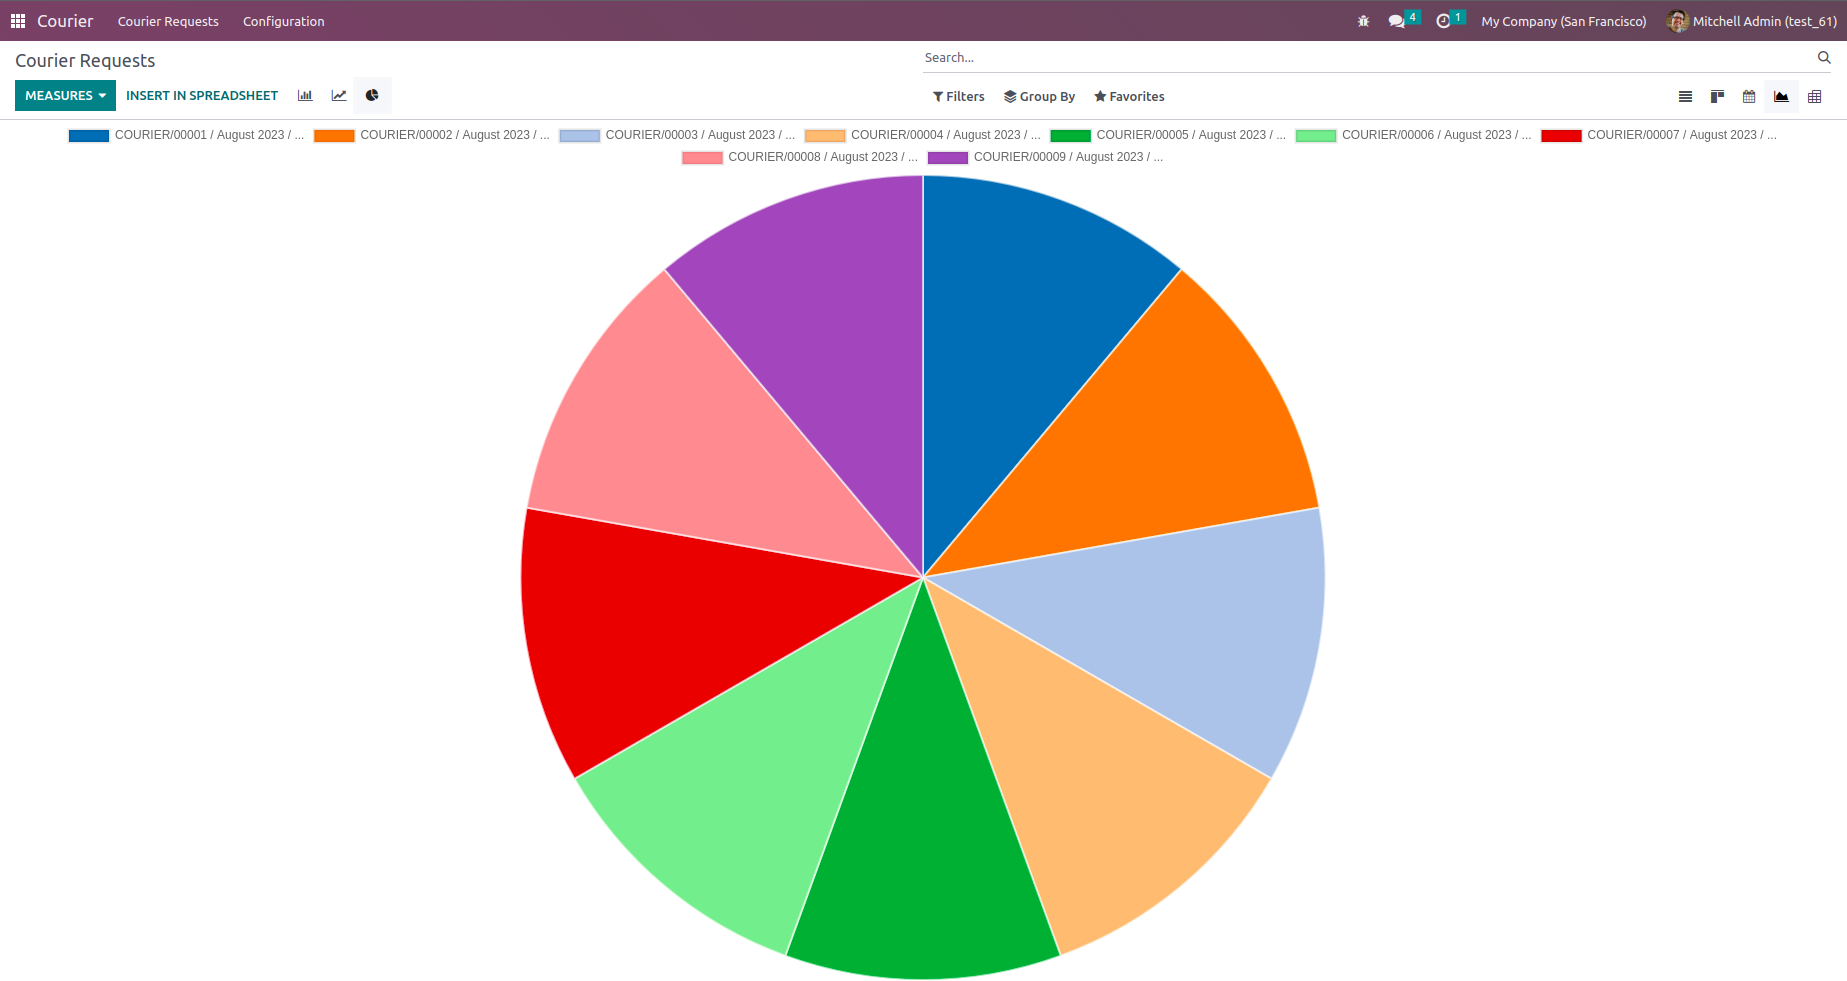 Courier Courier Requests Configuration 4 1 My Company (San Francisco) Mitchell Admin (test_61)
Courier Requests
Search...
MEASURES INSERT IN SPREADSHEET Filters Group By Favorites
COURIER/00001 / August 2023 / ... COURIER/00002 / August 2023 / ... COURIER/00003 / August 2023 / ... COURIER/00004 / August 2023 / ... COURIER/00005 / August 2023 / ... COURIER/00006 / August 2023 / ... COURIER/00007 / August 2023 / ...
COURIER/00008 / August 2023 / ... COURIER/00009 / August 2023 / ...